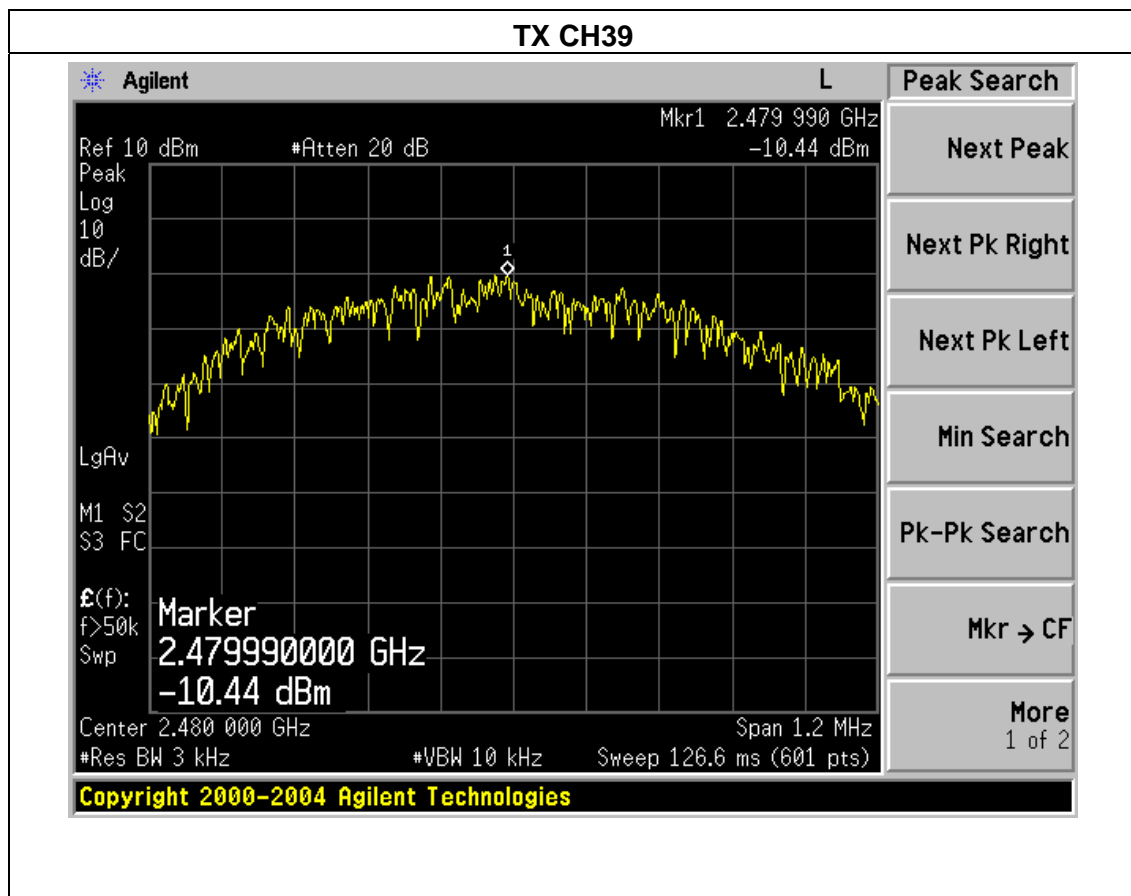 TX CH39
Agilent L Peak Search
Mkr1 2.479 990 GHz
Ref 10 dBm #Atten 20 dB -10.44 dBm
Peak
Log
10
dB/
1
LgAv
M1 S2
S3 FC
£(f):
f>50k
Swp
Marker
2.479990000 GHz
-10.44 dBm
Center 2.480 000 GHz Span 1.2 MHz
#Res BW 3 kHz #VBW 10 kHz Sweep 126.6 ms (601 pts)
Next Peak
Next Pk Right
Next Pk Left
Min Search
Pk-Pk Search
Mkr → CF
More
1 of 2
Copyright 2000-2004 Agilent Technologies